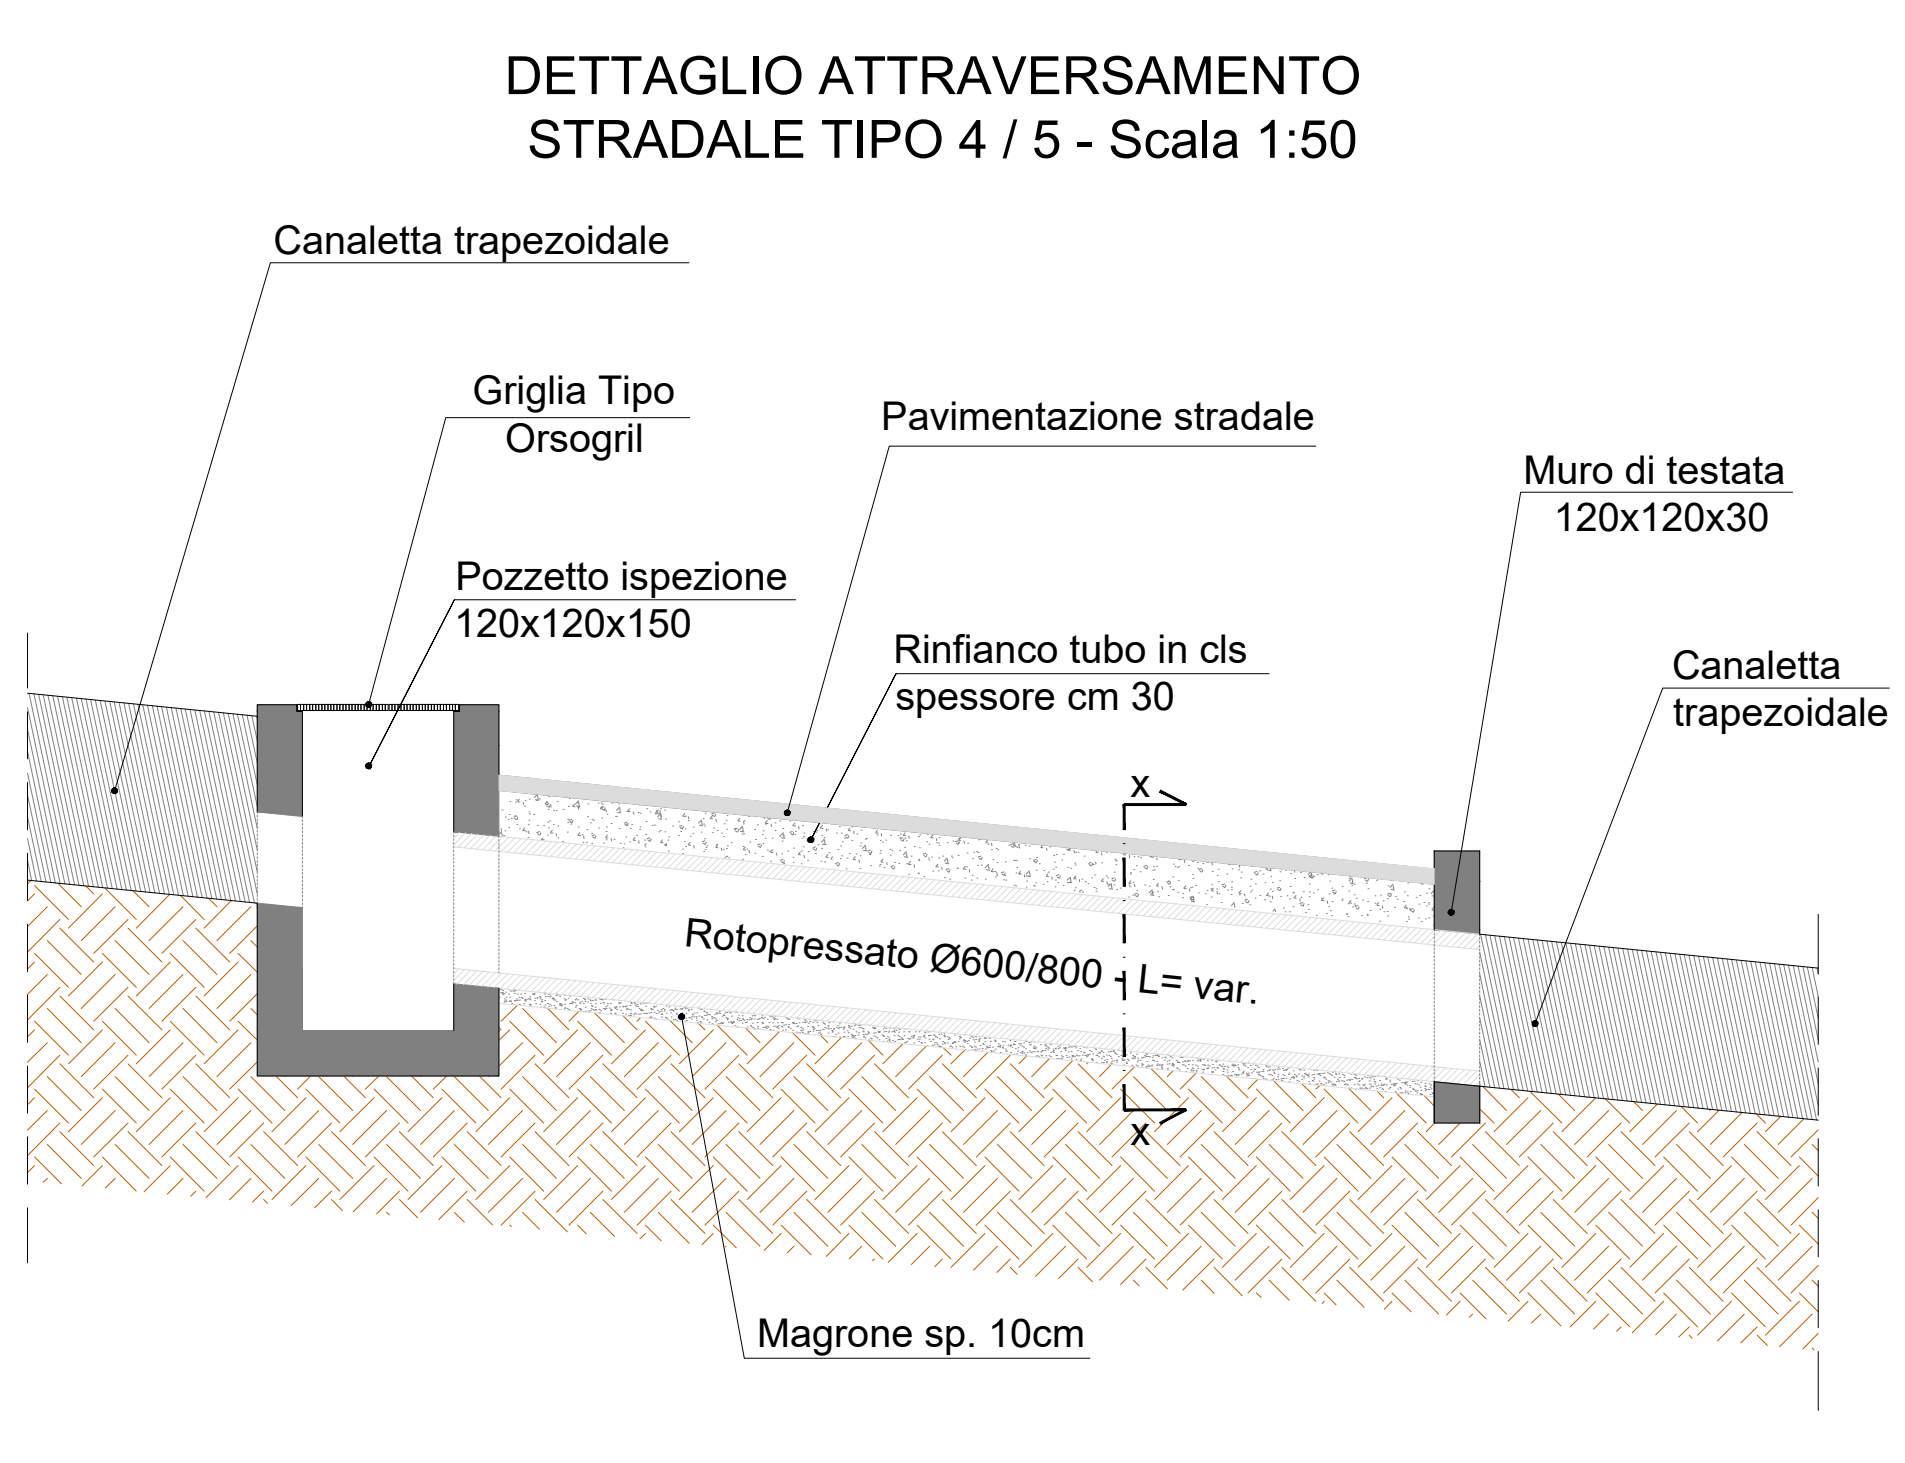 DETTAGLIO ATTRAVERSAMENTO
STRADALE TIPO 4 / 5 - Scala 1:50
Canaletta trapezoidale
Griglia Tipo
Orsogril
Pavimentazione stradale
Muro di testata
120x120x30
Pozzetto ispezione
120x120x150
Rinfianco tubo in cls
spessore cm 30
Canaletta
trapezoidale
x
Rotopressato Ø600/800 - L= var.
x
Magrone sp. 10cm